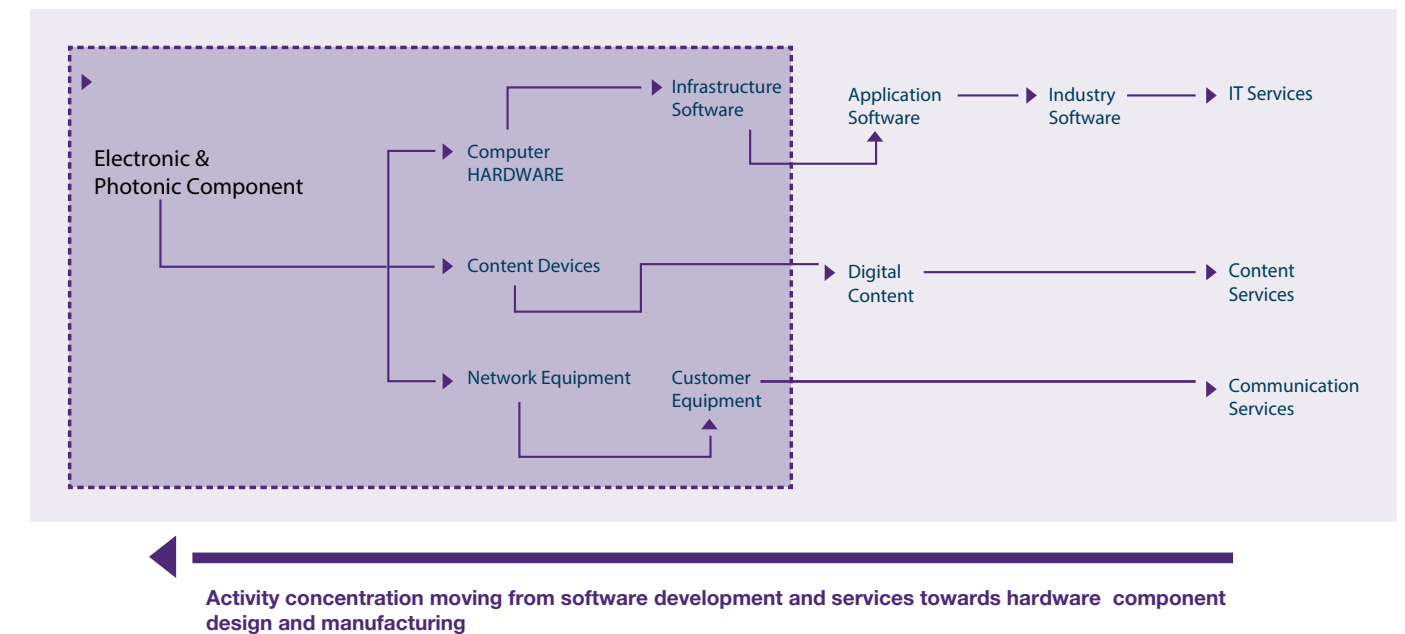 Infrastructure
Software
Application
Software
Industry
Software
IT Services
Electronic &
Photonic Component
Computer
HARDWARE
Content Devices
Digital
Content
Content
Services
Network Equipment
Customer
Equipment
Communication
Services
Activity concentration moving from software development and services towards hardware component
design and manufacturing